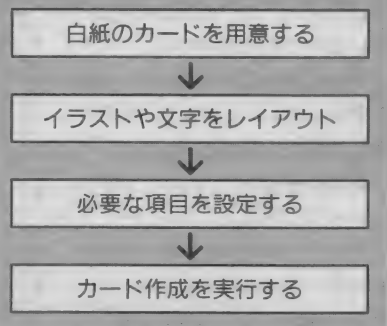 白紙のカードを用意する
イラストや文字をレイアウト
必要な項目を設定する
カード作成を実行する